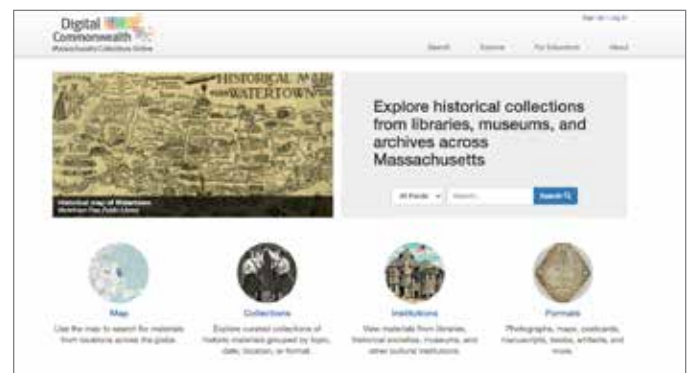 Digital
Commonwealth
Massachusetts Collections Online
Sign Up / Log In
Search Explore For Educators About
HISTORICAL MAP
WATERTOWN
Historical map of Watertown
Watertown Free Public Library
Explore historical collections
from libraries, museums, and
archives across
Massachusetts
All Fields Search... Search
Map
Use the map to search for materials
from locations across the globe.
Collections
Explore curated collections of
historic materials grouped by topic,
date, location, or format.
Institutions
View materials from libraries,
historical societies, museums, and
other cultural institutions.
Formats
Photographs, maps, postcards,
manuscripts, books, artifacts, and
more.